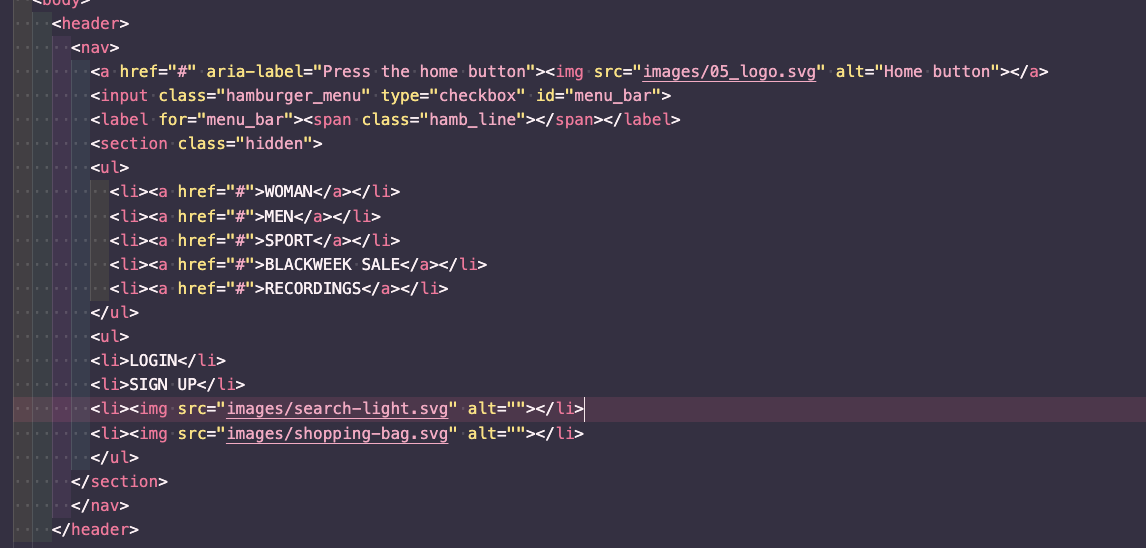 <body>
<header>
<nav>
<a href="#" aria-label="Press the home button"><img src="images/05_logo.svg" alt="Home button"></a>
<input class="hamburger_menu" type="checkbox" id="menu_bar">
<label for="menu_bar"><span class="hamb_line"></span></label>
<section class="hidden">
<ul>
<li><a href="#">WOMAN</a></li>
<li><a href="#">MEN</a></li>
<li><a href="#">SPORT</a></li>
<li><a href="#">BLACKWEEK SALE</a></li>
<li><a href="#">RECORDINGS</a></li>
</ul>
<ul>
<li>LOGIN</li>
<li>SIGN UP</li>
<li><img src="images/search-light.svg" alt=""></li>
<li><img src="images/shopping-bag.svg" alt=""></li>
</ul>
</section>
</nav>
</header>